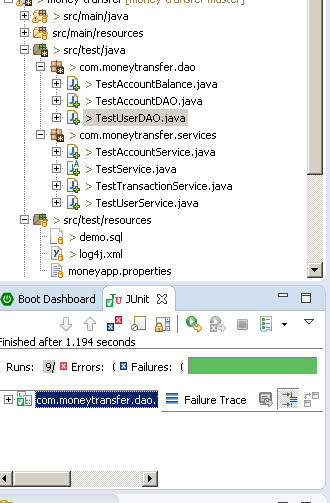 money-transfer [money-transfer master]
> src/main/java
src/main/resources
> src/test/java
> com.moneytransfer.dao
> TestAccountBalance.java
> TestAccountDAO.java
> TestUserDAO.java
> com.moneytransfer.services
> TestAccountService.java
> TestService.java
> TestTransactionService.java
> TestUserService.java
> src/test/resources
> demo.sql
> log4j.xml
moneyapp.properties
Boot Dashboard JUnit
Finished after 1.194 seconds
Runs: 9/ Errors: ( Failures: (
com.moneytransfer.dao. Failure Trace